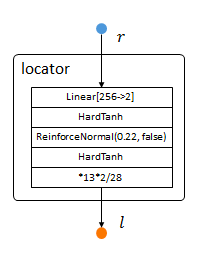 r
locator
Linear[256->2]
HardTanh
ReinforceNormal(0.22, false)
HardTanh
*13*2/28
l